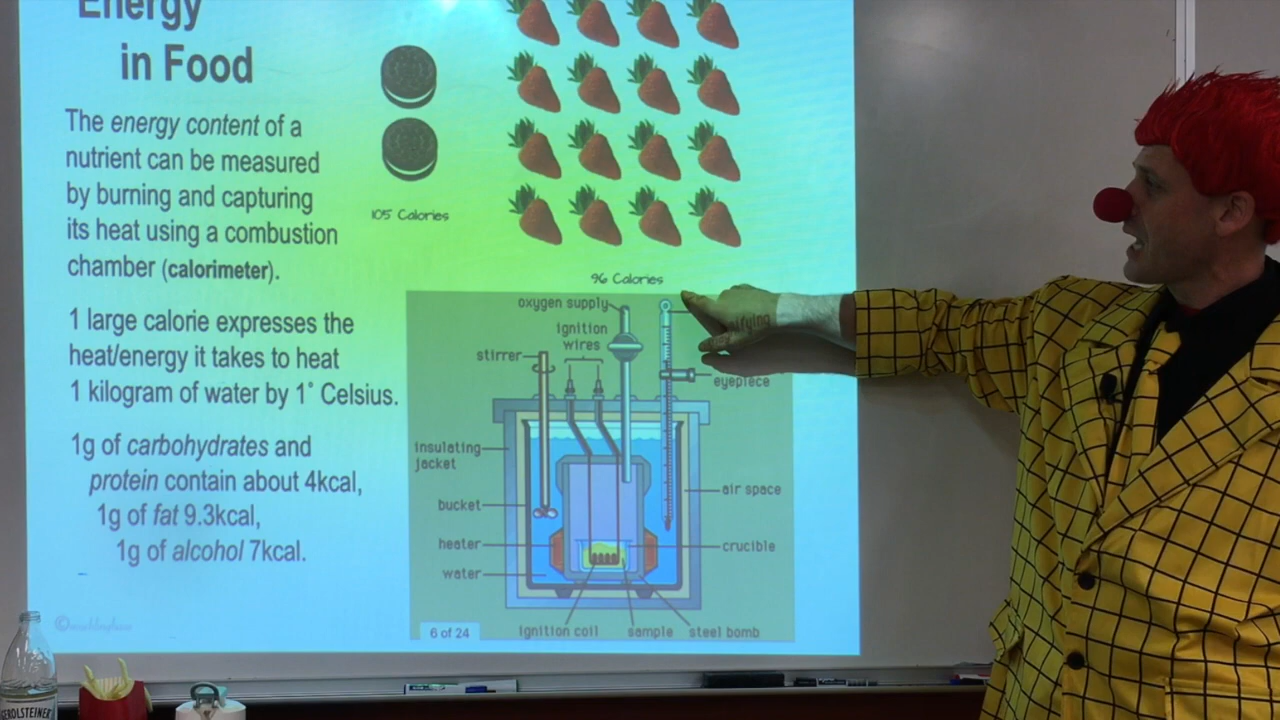 Energy
in Food
The energy content of a
nutrient can be measured
by burning and capturing
its heat using a combustion
chamber (calorimeter).
1 large calorie expresses the
heat/energy it takes to heat
1 kilogram of water by 1° Celsius.
1g of carbohydrates and
protein contain about 4kcal,
1g of fat 9.3kcal,
1g of alcohol 7kcal.
105 Calories
96 Calories
oxygen supply
ignition
wires
stirrer
eyepiece
insulating
jacket
bucket
heater
water
air space
crucible
ignition coil
sample
steel bomb
6 of 24
GEROLSTEINER